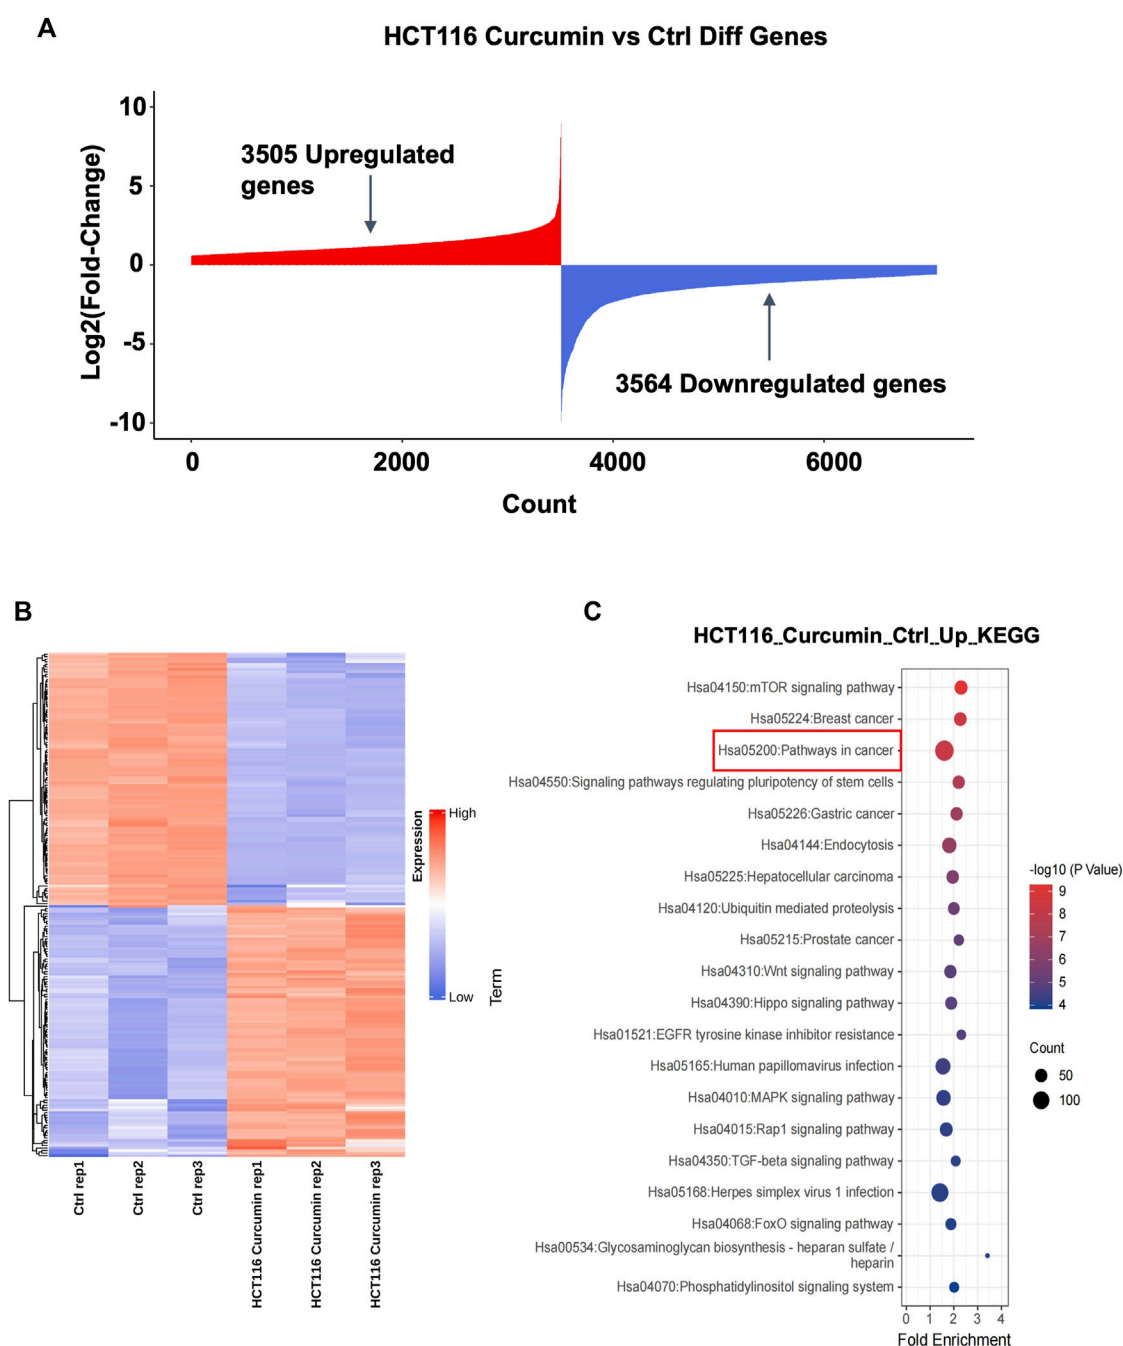 A
HCT116 Curcumin vs Ctrl Diff Genes
Log2(Fold-Change)
10
5
0
-5
-10
3505 Upregulated
genes
3564 Downregulated genes
0 2000 4000 6000
Count
B
Expression
High
Low
Ctrl rep1
Ctrl rep2
Ctrl rep3
HCT116 Curcumin rep1
HCT116 Curcumin rep2
HCT116 Curcumin rep3
C
HCT116_Curcumin_Ctrl_Up_KEGG
Term
Hsa04150:mTOR signaling pathway
Hsa05224:Breast cancer
Hsa05200:Pathways in cancer
Hsa04550:Signaling pathways regulating pluripotency of stem cells
Hsa05226:Gastric cancer
Hsa04144:Endocytosis
Hsa05225:Hepatocellular carcinoma
Hsa04120:Ubiquitin mediated proteolysis
Hsa05215:Prostate cancer
Hsa04310:Wnt signaling pathway
Hsa04390:Hippo signaling pathway
Hsa01521:EGFR tyrosine kinase inhibitor resistance
Hsa05165:Human papillomavirus infection
Hsa04010:MAPK signaling pathway
Hsa04015:Rap1 signaling pathway
Hsa04350:TGF-beta signaling pathway
Hsa05168:Herpes simplex virus 1 infection
Hsa04068:FoxO signaling pathway
Hsa00534:Glycosaminoglycan biosynthesis - heparan sulfate /
heparin
Hsa04070:Phosphatidylinositol signaling system
0 1 2 3 4
Fold Enrichment
-log10 (P Value)
9
8
7
6
5
4
Count
50
100